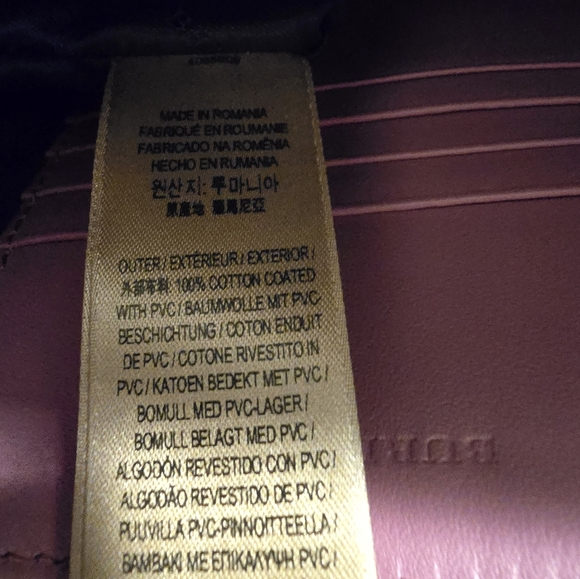 MADE IN ROMANIA
FABRIQUÉ EN ROUMANIE
FABRICADO NA ROMÊNIA
HECHO EN RUMANIA
원산지: 루마니아
原產地 羅馬尼亞
OUTER / EXTÉRIEUR / EXTERIOR /
外部布料 100% COTTON COATED
WITH PVC / BAUMWOLLE MIT PVC-
BESCHICHTUNG / COTON ENDUIT
DE PVC / COTONE RIVESTITO IN
PVC / KATOEN BEDEKT MET PVC /
BOMULL MED PVC-LAGER /
BOMULL BELAGT MED PVC /
ALGODÓN REVESTIDO CON PVC /
ALGODÃO REVESTIDO DE PVC /
PUUVILLA PVC-PINNOITTEELLA /
ΒΑΜΒΑΚΙ ΜΕ ΕΠΙΚΑΛΥΨΗ PVC /